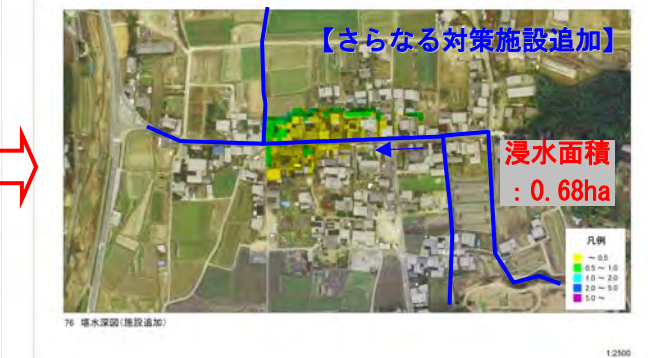 【さらなる対策施設追加】
浸水面積
：0.68ha
凡例
～0.5
0.5～1.0
1.0～2.0
2.0～5.0
5.0～
76 堪水深図(施設追加)
1:2500